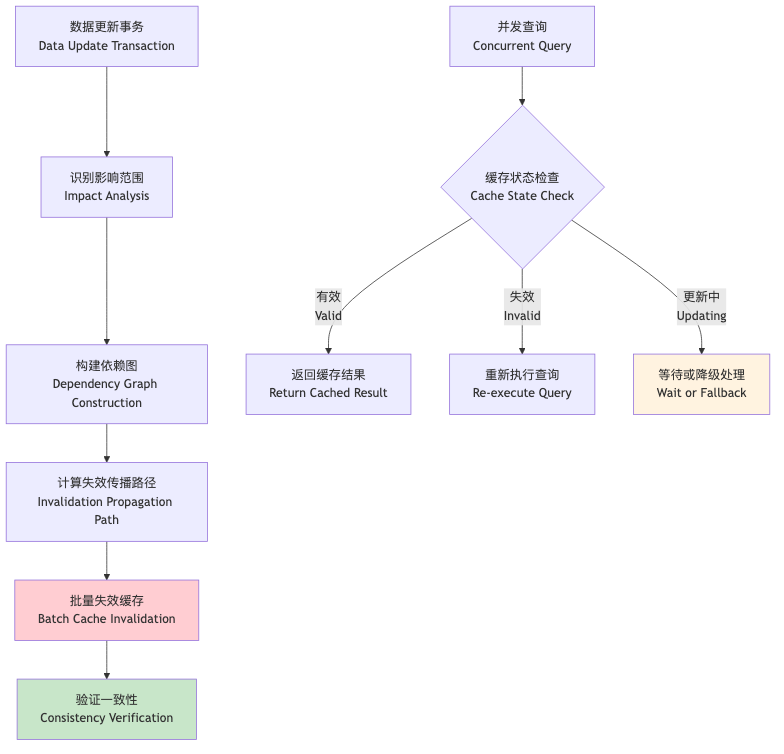 数据更新事务
Data Update Transaction
识别影响范围
Impact Analysis
构建依赖图
Dependency Graph
Construction
计算失效传播路径
Invalidation Propagation
Path
批量失效缓存
Batch Cache Invalidation
验证一致性
Consistency Verification
并发查询
Concurrent Query
缓存状态检查
Cache State Check
有效
Valid
失效
Invalid
更新中
Updating
返回缓存结果
Return Cached Result
重新执行查询
Re-execute Query
等待或降级处理
Wait or Fallback